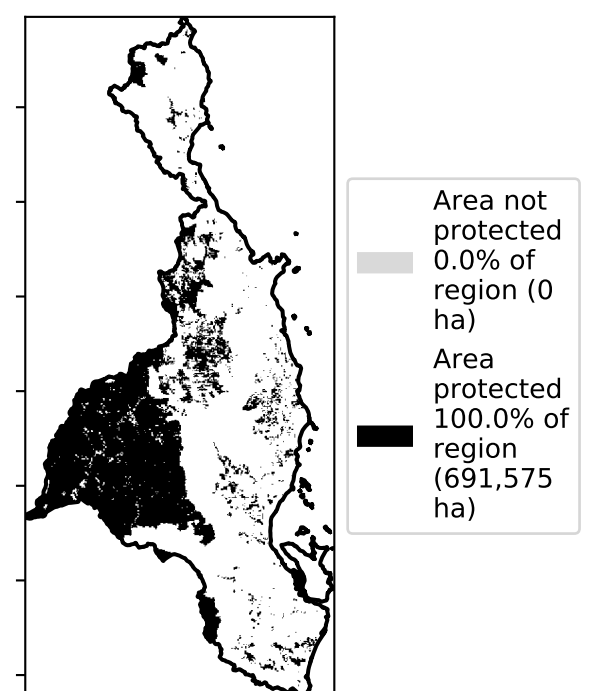 Area not
protected
0.0% of
region (0
ha)
Area
protected
100.0% of
region
(691,575
ha)